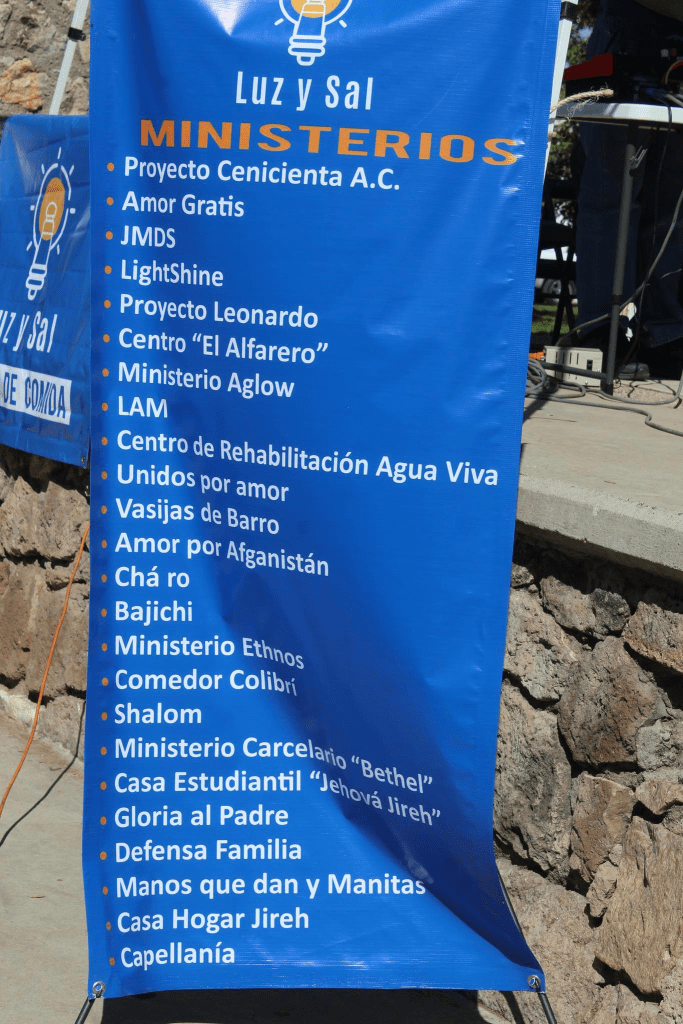 Luz y Sal
MINISTERIOS
• Proyecto Cenicienta A.C.
• Amor Gratis
• JMDS
• LightShine
• Proyecto Leonardo
• Centro “El Alfarero”
• Ministerio Aglow
• LAM
• Centro de Rehabilitación Agua Viva
• Unidos por amor
• Vasijas de Barro
• Amor por Afganistán
• Chá ro
• Bajichi
• Ministerio Ethnos
• Comedor Colibrí
• Shalom
• Ministerio Carcelario “Bethel”
• Casa Estudiantil “Jehová Jireh”
• Gloria al Padre
• Defensa Familia
• Manos que dan y Manitas
• Casa Hogar Jireh
• Capellanía
y Sal
DE COMIDA